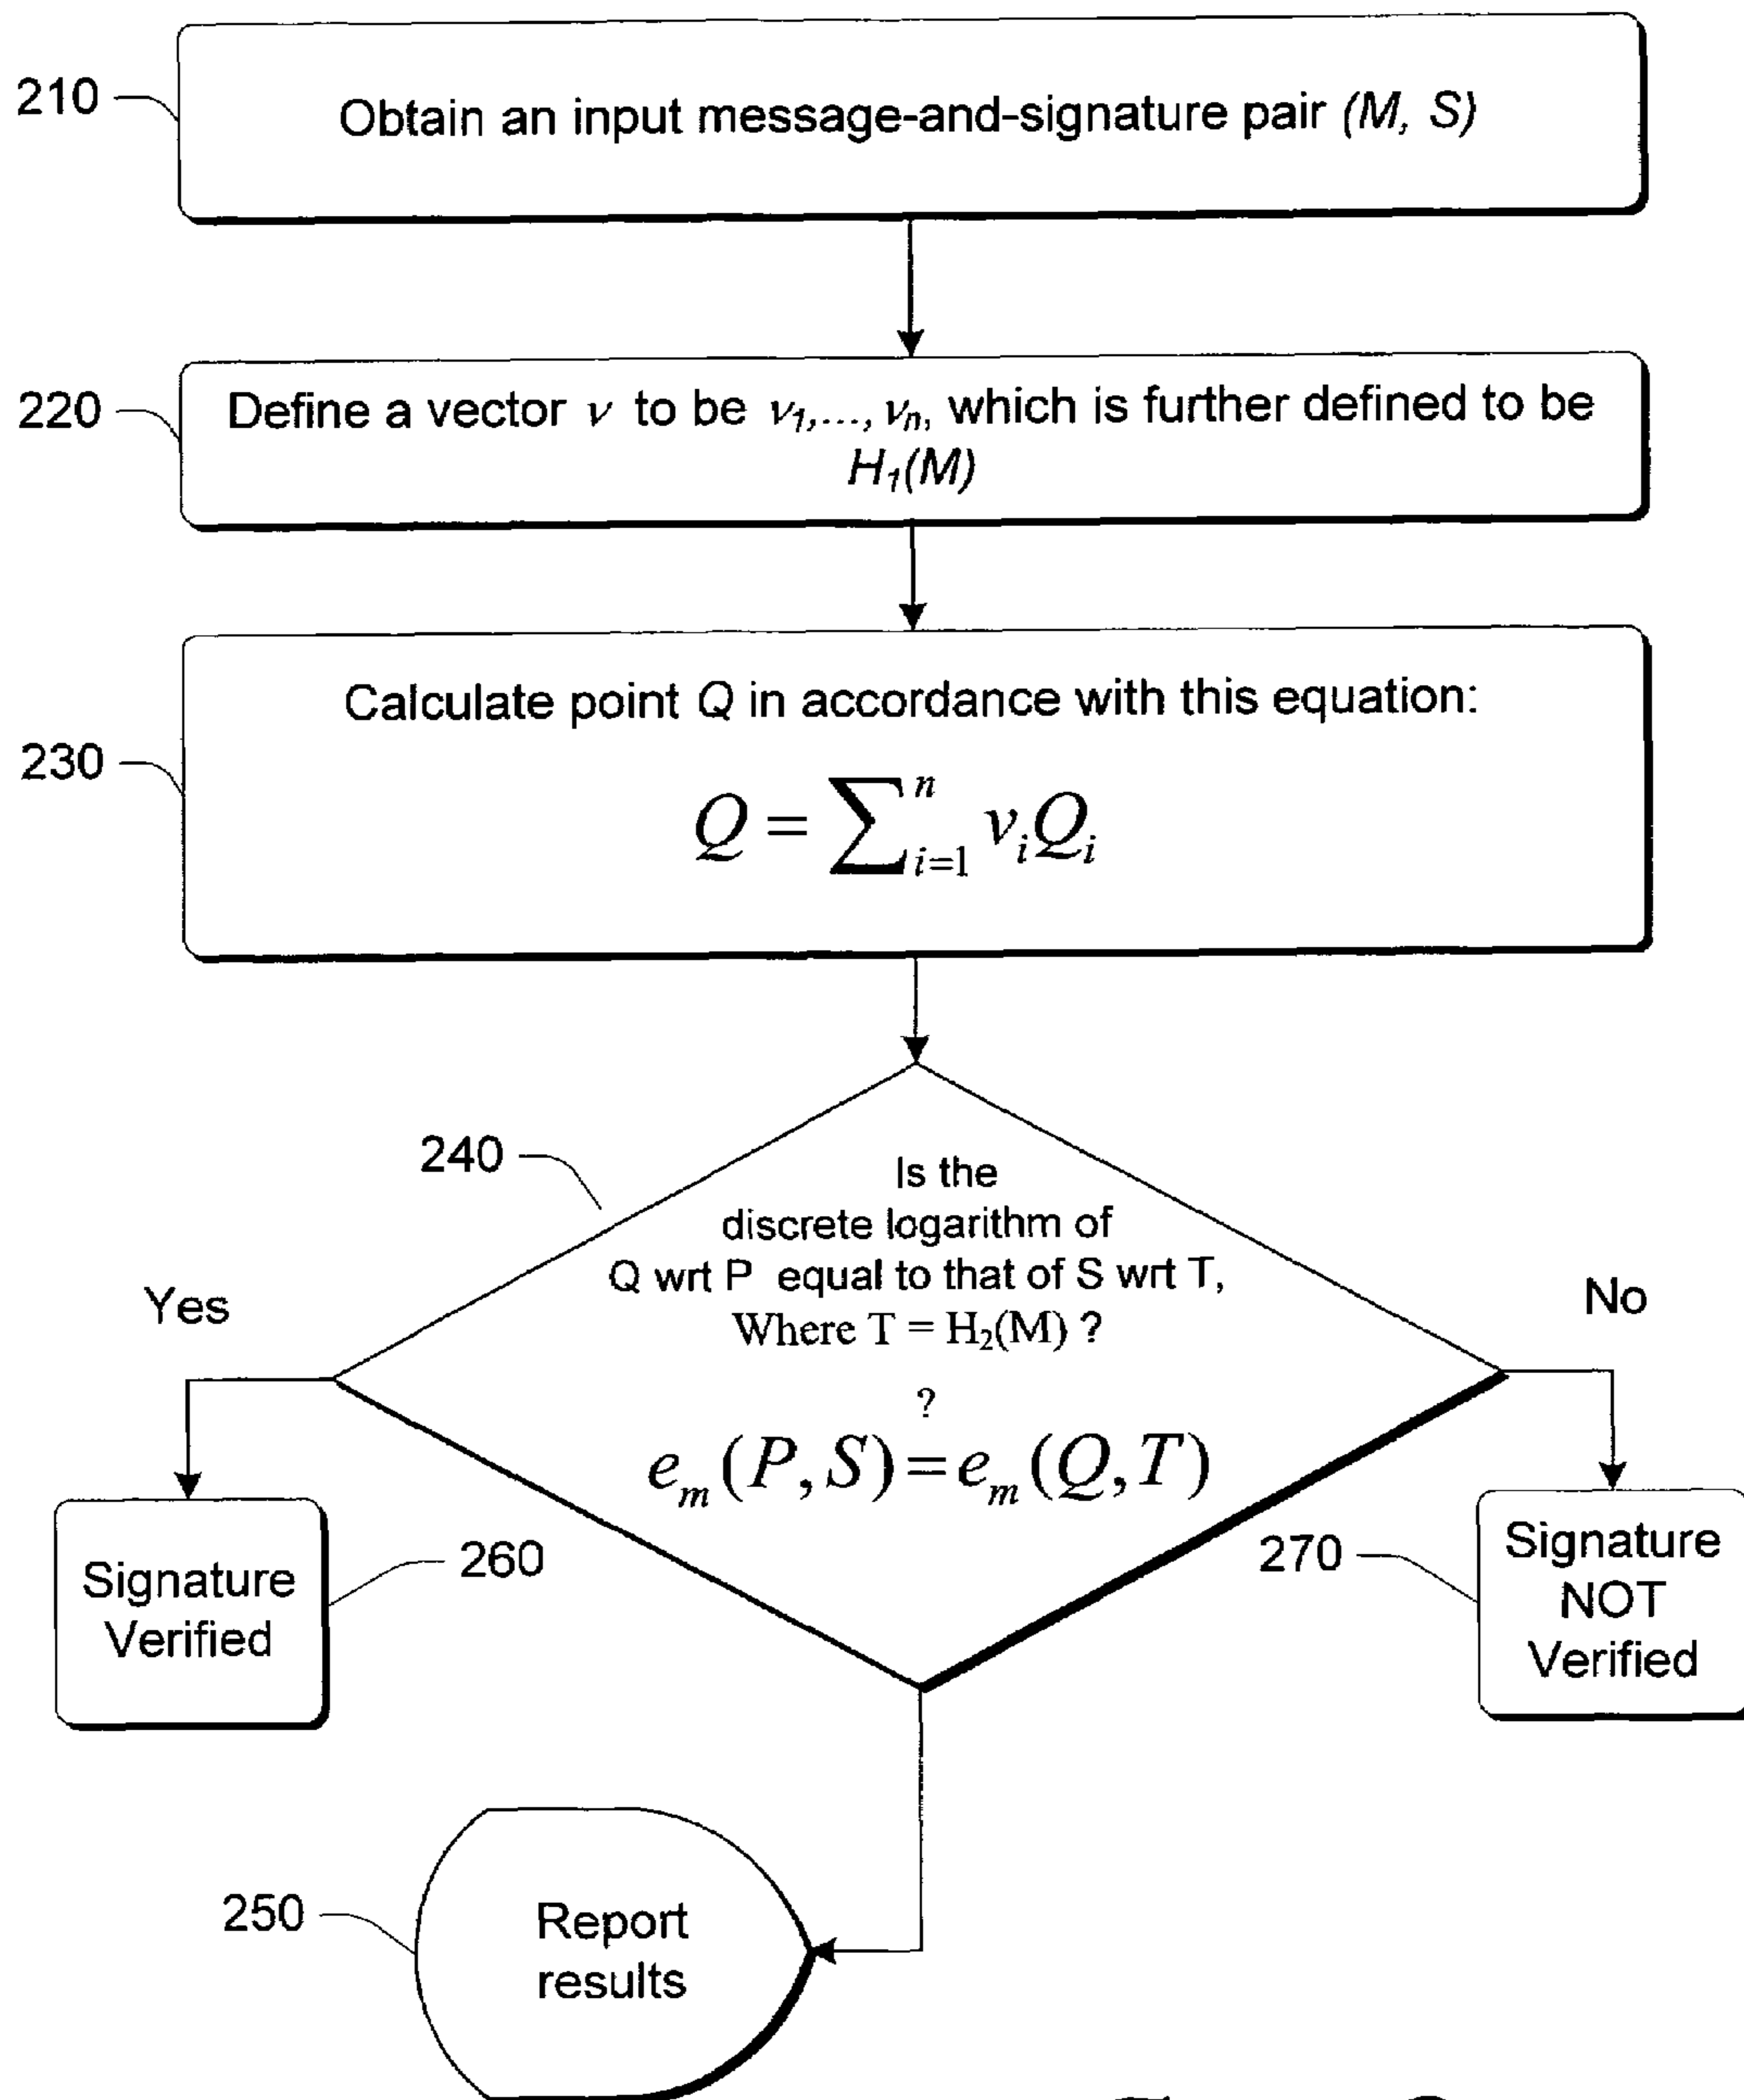 210
Obtain an input message-and-signature pair (M, S)
220
Define a vector v to be v₁,..., vₙ, which is further defined to be
H₁(M)
230
Calculate point Q in accordance with this equation:
Q = ∑ᵢ₌₁ⁿ vᵢQᵢ
240
Is the
discrete logarithm of
Q wrt P equal to that of S wrt T,
Where T = H₂(M) ?
?
eₘ(P,S)=eₘ(Q,T)
Yes
No
Signature
Verified
260
270
Signature
NOT
Verified
250
Report
results